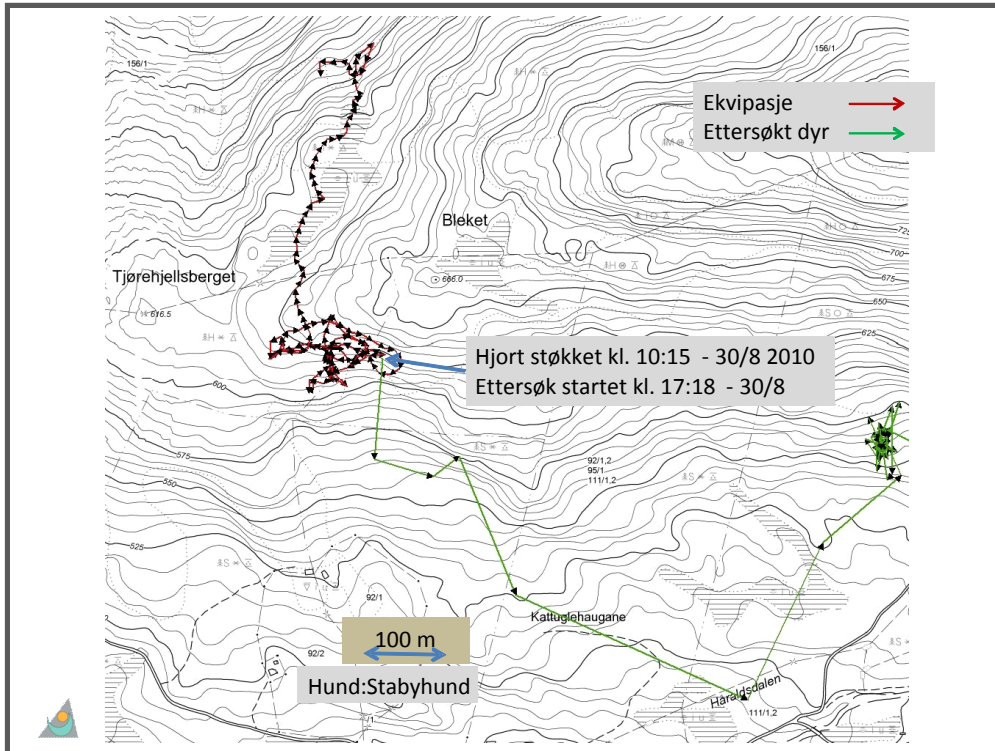 156/1
156/1
Ekvipasje
Ettersøkt dyr
Bleket
Tjørehjellsberget
666.0
616.5
725
700
675
650
625
Hjort støkket kl. 10:15 - 30/8 2010
Ettersøk startet kl. 17:18 - 30/8
600
575
550
525
92/1,2
95/1
111/1,2
92/1
Kattuglehaugane
100 m
92/2
Hund:Stabyhund
Haraldsdalen
111/1,2